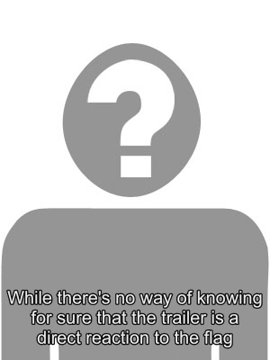 ?
While there's no way of knowing
for sure that the trailer is a
direct reaction to the flag